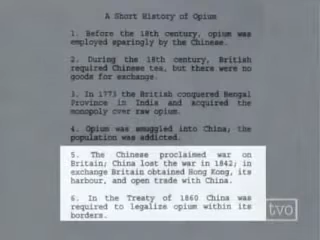 A Short History of Opium
1. Before the 18th century, opium was
employed sparingly by the Chinese.
2. During the 18th century, British
required Chinese tea, but there were no
goods for exchange.
3. In 1773 the British conquered Bengal
Province in India and acquired the
monopoly over raw opium.
4. Opium was smuggled into China; the
population was addicted.
5. The Chinese proclaimed war on
Britain; China lost the war in 1842; in
exchange Britain obtained Hong Kong, its
harbour, and open trade with China.
6. In the Treaty of 1860 China was
required to legalize opium within its
borders.
tvo